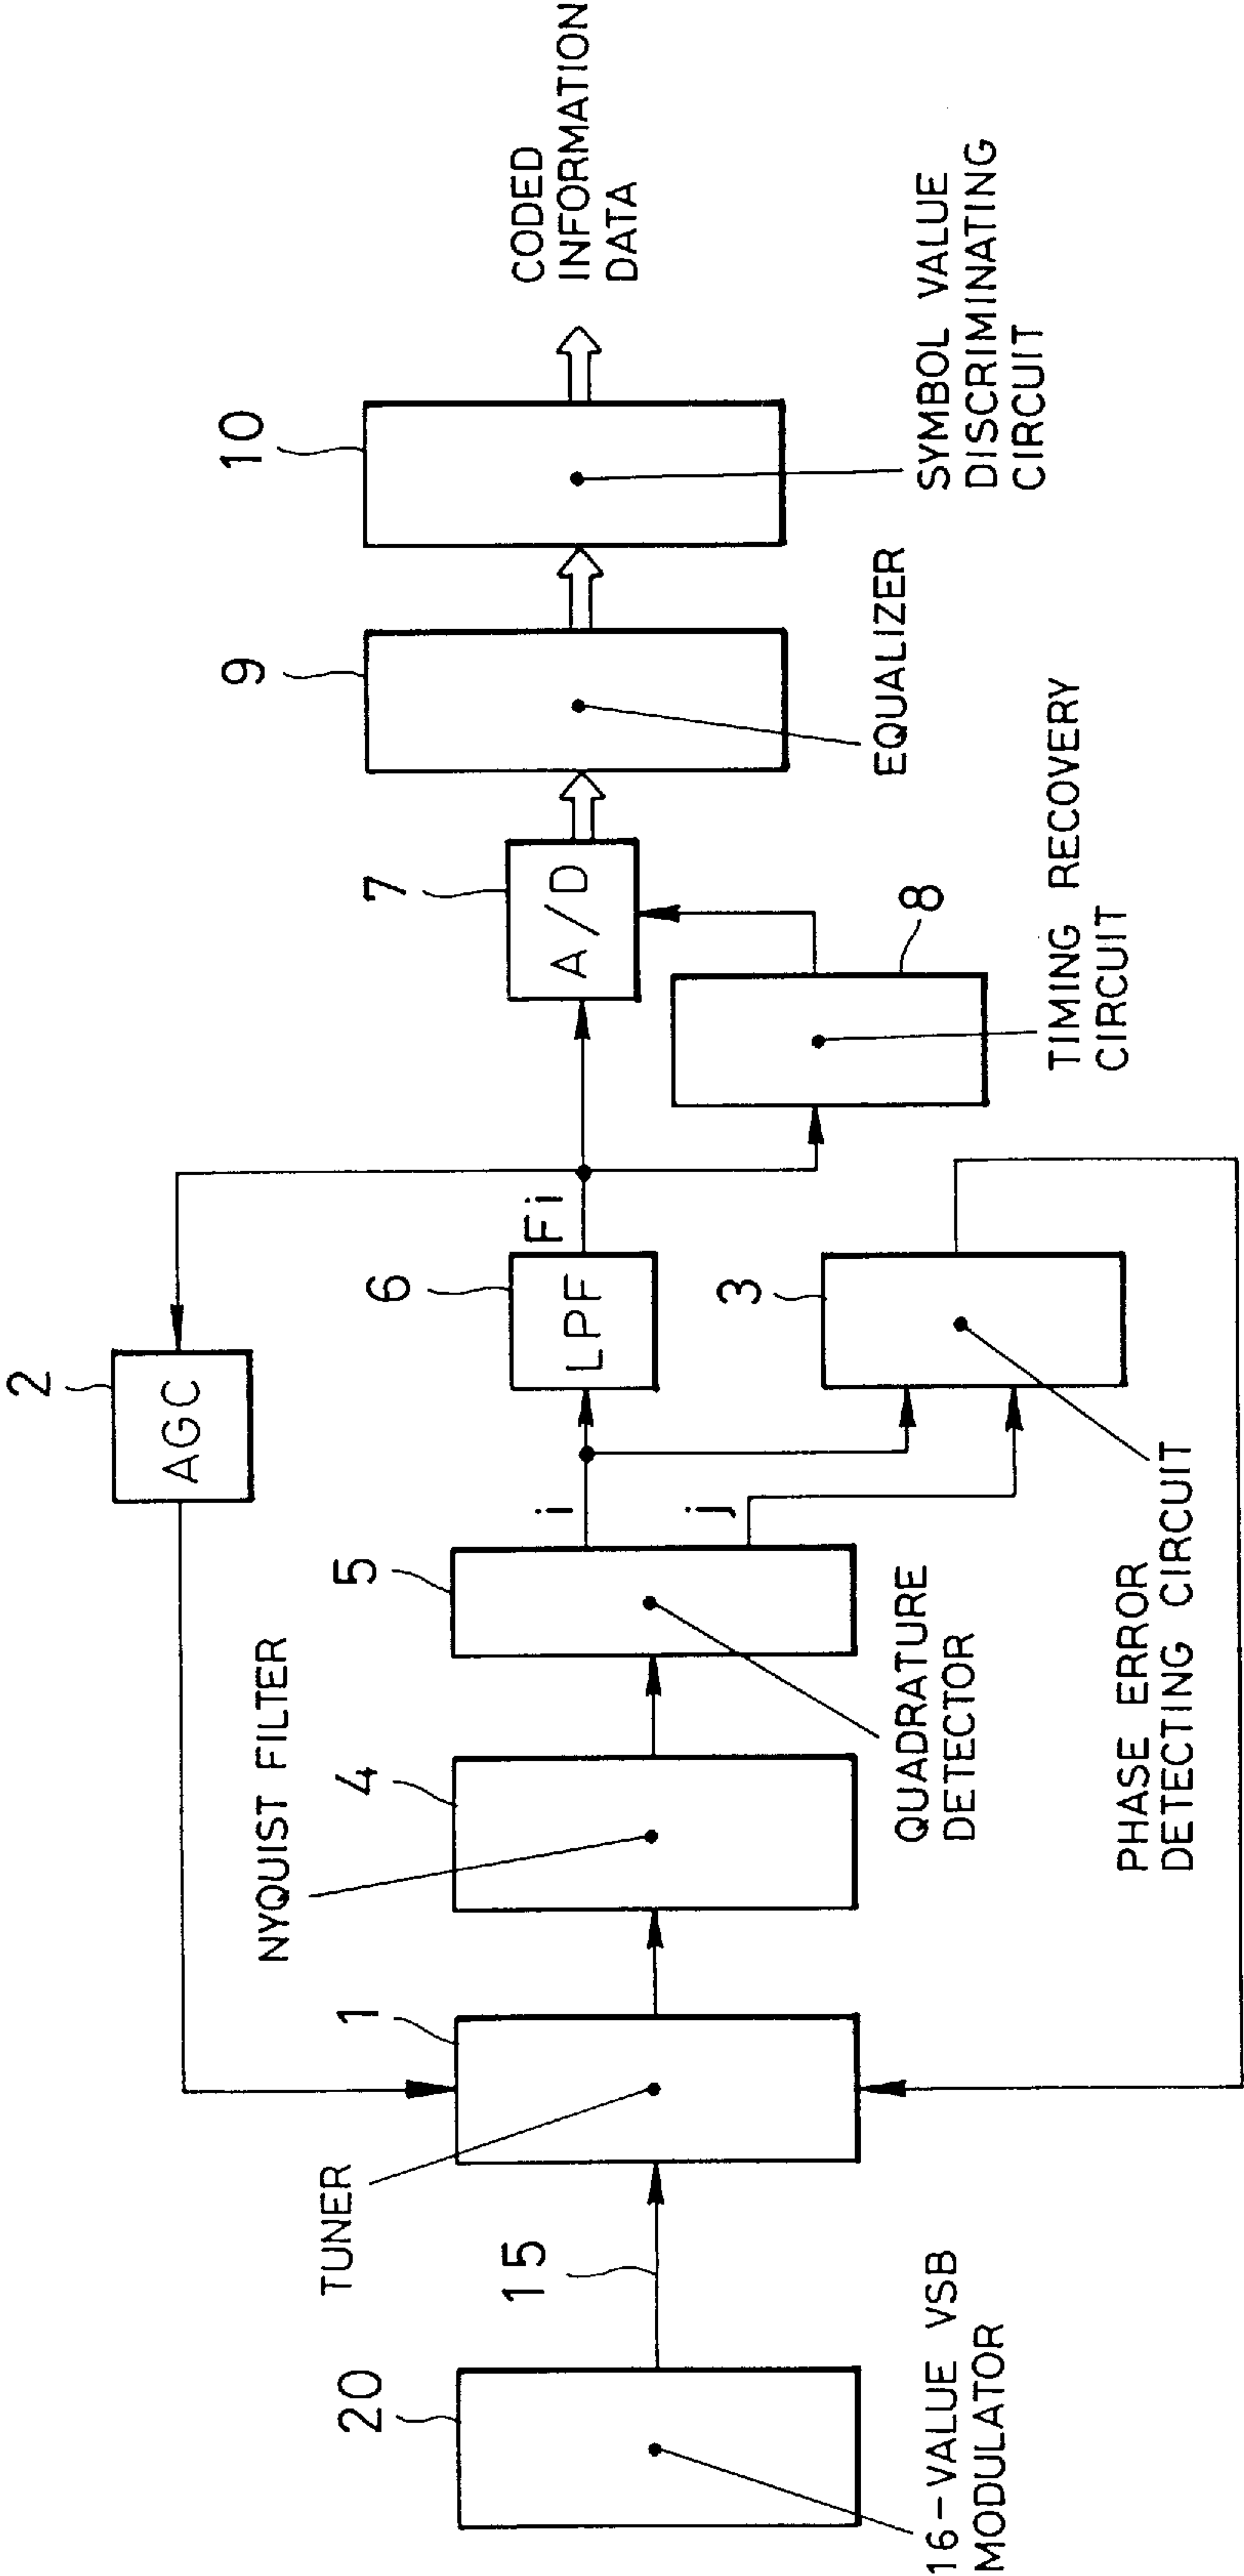 2
AGC
NYQUIST FILTER
TUNER
20
15
1
4
5
i
j
6
LPF
Fi
3
7
A/D
8
9
10
CODED
INFORMATION
DATA
16-VALUE VSB
MODULATOR
QUADRATURE
DETECTOR
PHASE ERROR
DETECTING CIRCUIT
TIMING RECOVERY
CIRCUIT
EQUALIZER
SYMBOL VALUE
DISCRIMINATING
CIRCUIT